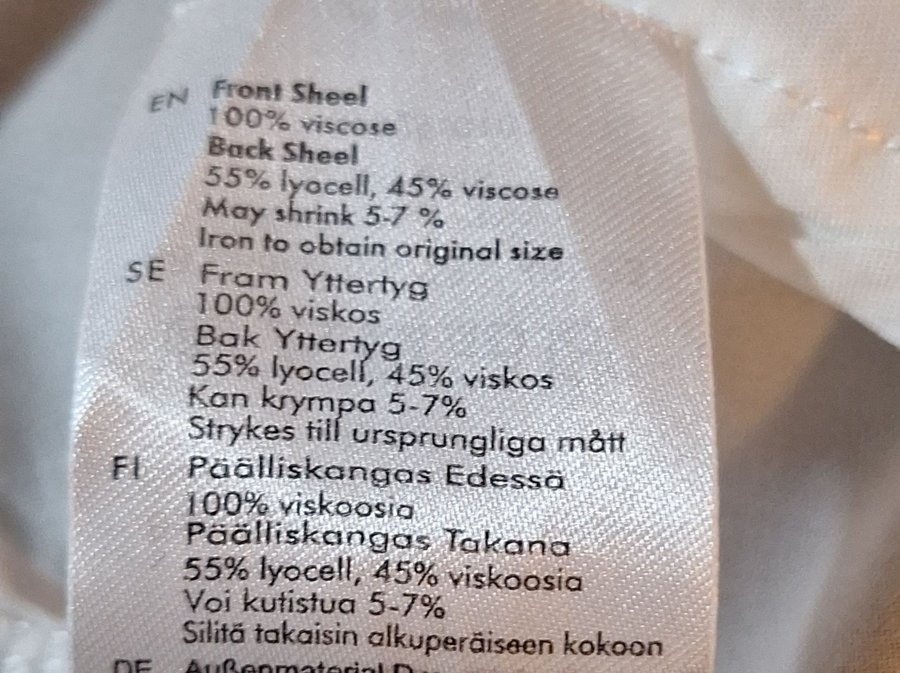 EN Front Sheel
100% viscose
Back Sheel
55% lyocell, 45% viscose
May shrink 5-7 %
Iron to obtain original size
SE Fram Yttertyg
100% viskos
Bak Yttertyg
55% lyocell, 45% viskos
Kan krympa 5-7%
Strykes till ursprungliga mått
FI Päälliskangas Edessä
100% viskoosia
Päälliskangas Takana
55% lyocell, 45% viskoosia
Voi kutistua 5-7%
Silitä takaisin alkuperäiseen kokoon
DE Außenmaterial